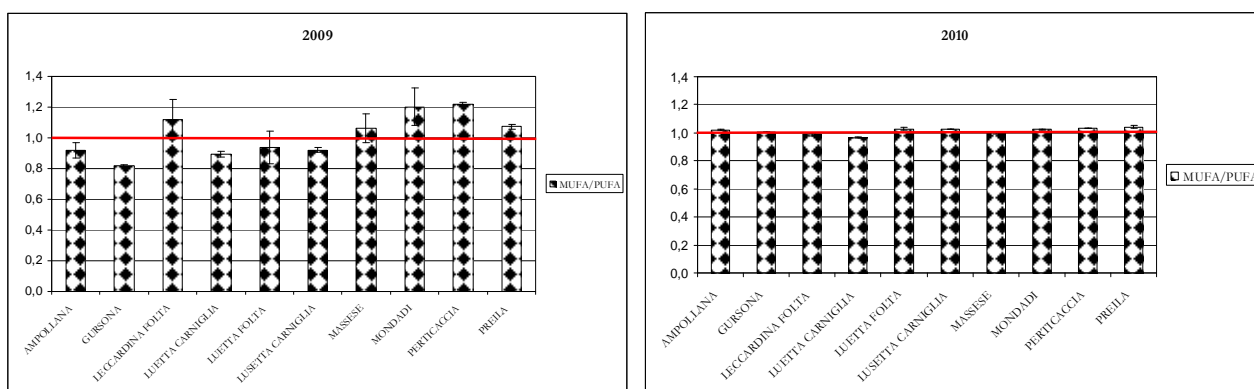 2009
1,4
1,2
1,0
0,8
0,6
0,4
0,2
0,0
AMPOLLANA
GURSONA
LECCARDINA FOLTA
LUETTA CARNIGLIA
LUETTA FOLTA
LUSETTA CARNIGLIA
MASSESE
MONDADI
PERTICACCIA
PREILA
MUFA/PUFA
2010
1,4
1,2
1,0
0,8
0,6
0,4
0,2
0,0
AMPOLLANA
GURSONA
LECCARDINA FOLTA
LUETTA CARNIGLIA
LUETTA FOLTA
LUSETTA CARNIGLIA
MASSESE
MONDADI
PERTICACCIA
PREILA
MUFA/PUFA